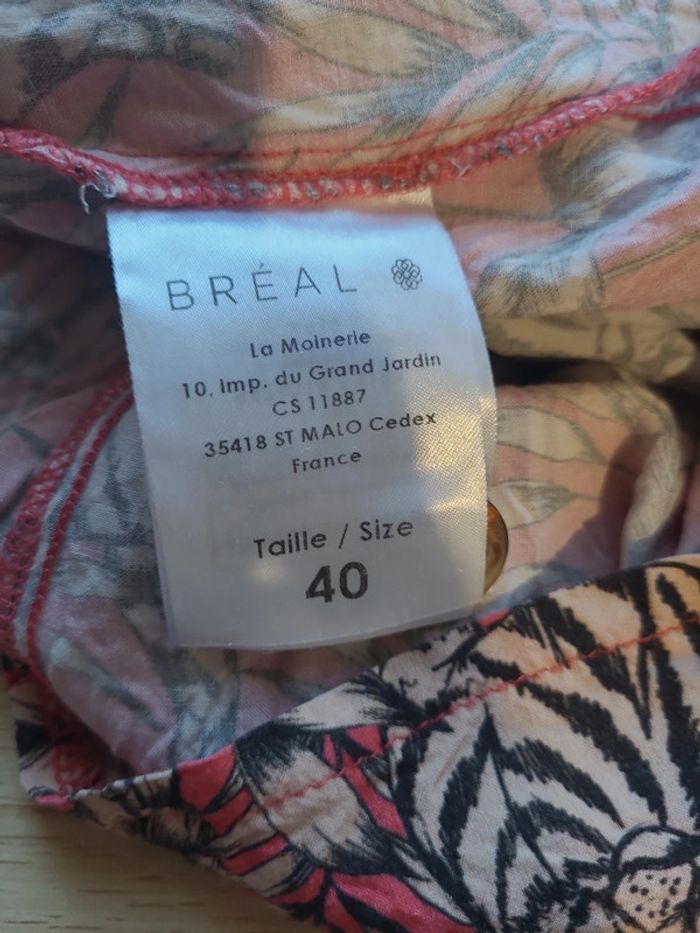 BRÉAL
La Moinerie
10, imp. du Grand Jardin
CS 11887
35418 ST MALO Cedex
France
Taille / Size
40